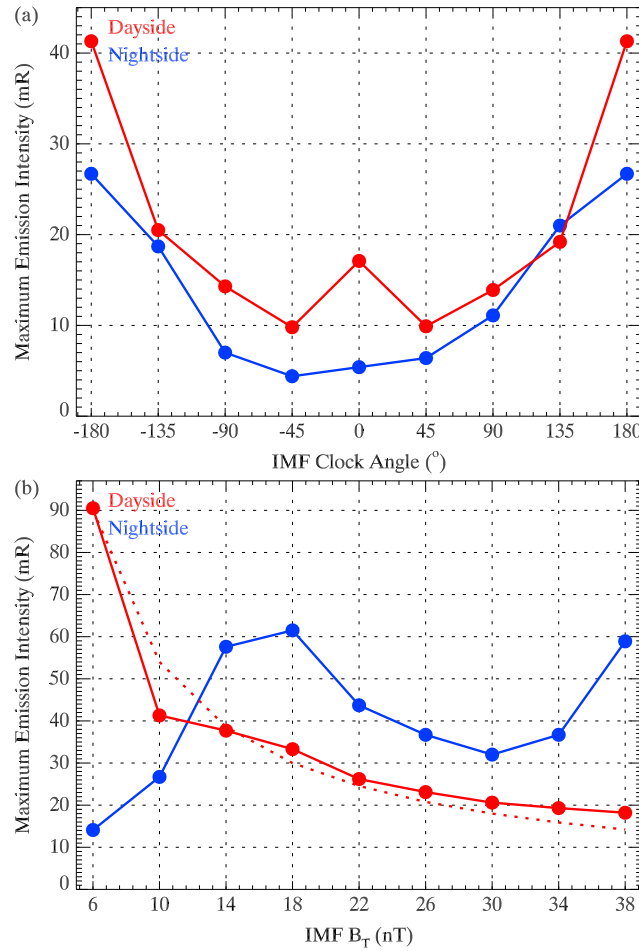 (a)
Dayside
Nightside
40
30
20
10
0
Maximum Emission Intensity (mR)
-180 -135 -90 -45 0 45 90 135 180
IMF Clock Angle (o)
(b)
Dayside
Nightside
90
80
70
60
50
40
30
20
10
0
Maximum Emission Intensity (mR)
6 10 14 18 22 26 30 34 38
IMF BT (nT)